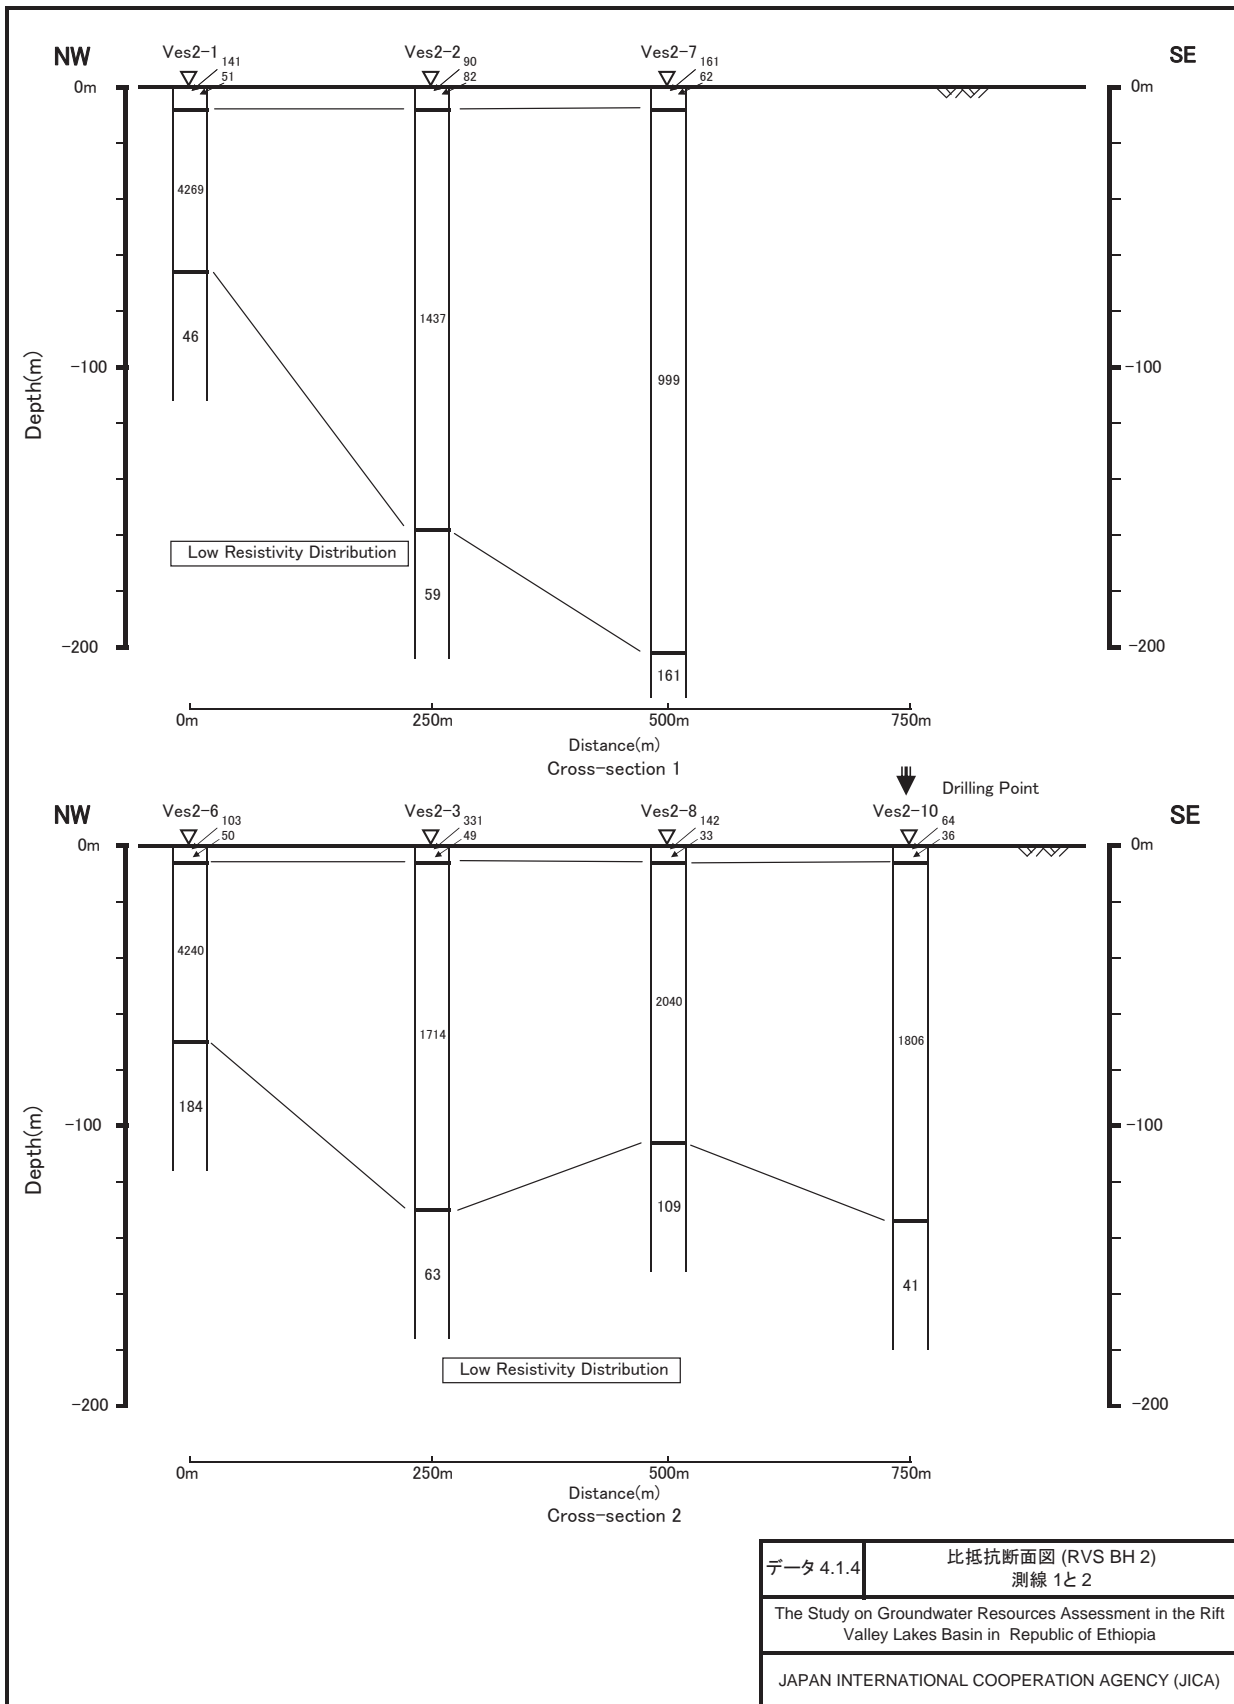 NW
Ves2-1
141
51
Ves2-2
90
82
Ves2-7
161
62
SE
0m
0m
4269
46
1437
999
-100
-100
Depth(m)
Low Resistivity Distribution
59
161
-200
-200
0m
250m
500m
750m
Distance(m)
Cross-section 1
Drilling Point
NW
Ves2-6
103
50
Ves2-3
331
49
Ves2-8
142
33
Ves2-10
64
36
SE
0m
0m
4240
1714
2040
1806
184
-100
-100
Depth(m)
109
63
41
Low Resistivity Distribution
-200
-200
0m
250m
500m
750m
Distance(m)
Cross-section 2
データ 4.1.4
比抵抗断面図 (RVS BH 2)
測線 1と 2
The Study on Groundwater Resources Assessment in the Rift
Valley Lakes Basin in Republic of Ethiopia
JAPAN INTERNATIONAL COOPERATION AGENCY (JICA)